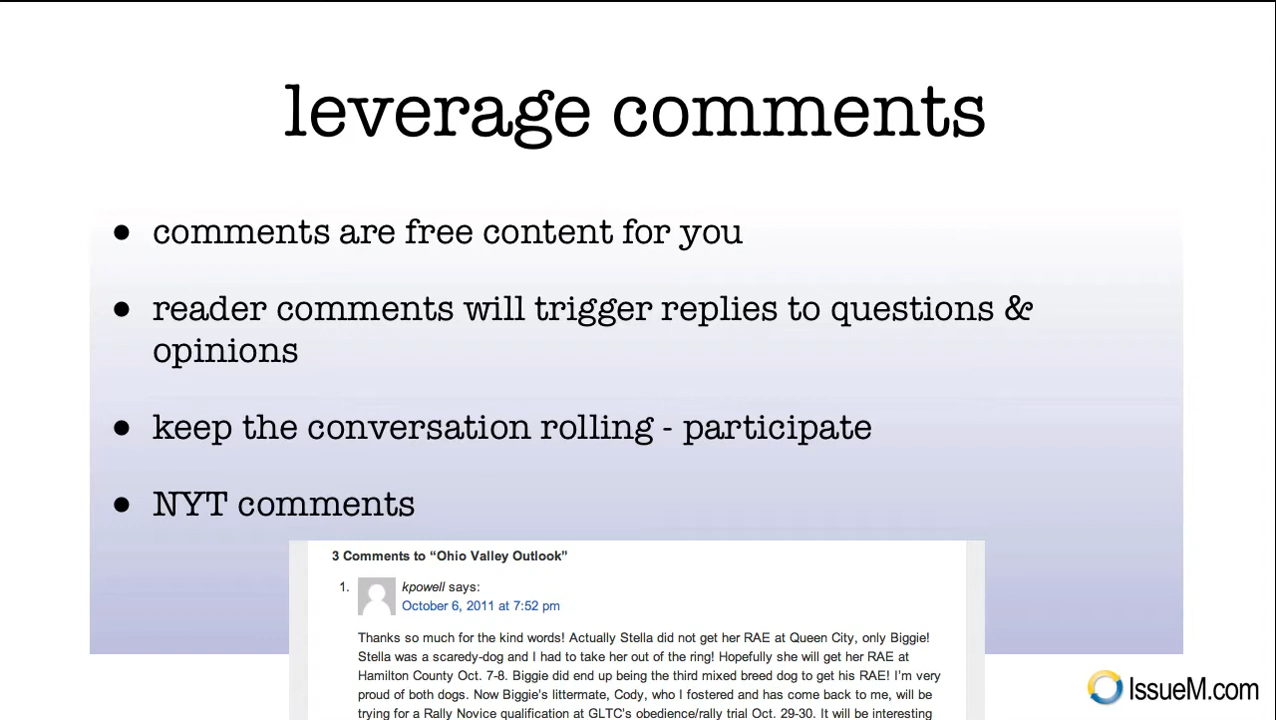 leverage comments
• comments are free content for you
• reader comments will trigger replies to questions &
opinions
• keep the conversation rolling - participate
• NYT comments
3 Comments to “Ohio Valley Outlook”
1. kpowell says:
October 6, 2011 at 7:52 pm
Thanks so much for the kind words! Actually Stella did not get her RAE at Queen City, only Biggie!
Stella was a scaredy-dog and I had to take her out of the ring! Hopefully she will get her RAE at
Hamilton County Oct. 7-8. Biggie did end up being the third mixed breed dog to get his RAE! I'm very
proud of both dogs. Now Biggie's littermate, Cody, who I fostered and has come back to me, will be
trying for a Rally Novice qualification at GLTC's obedience/rally trial Oct. 29-30. It will be interesting
IssueM.com